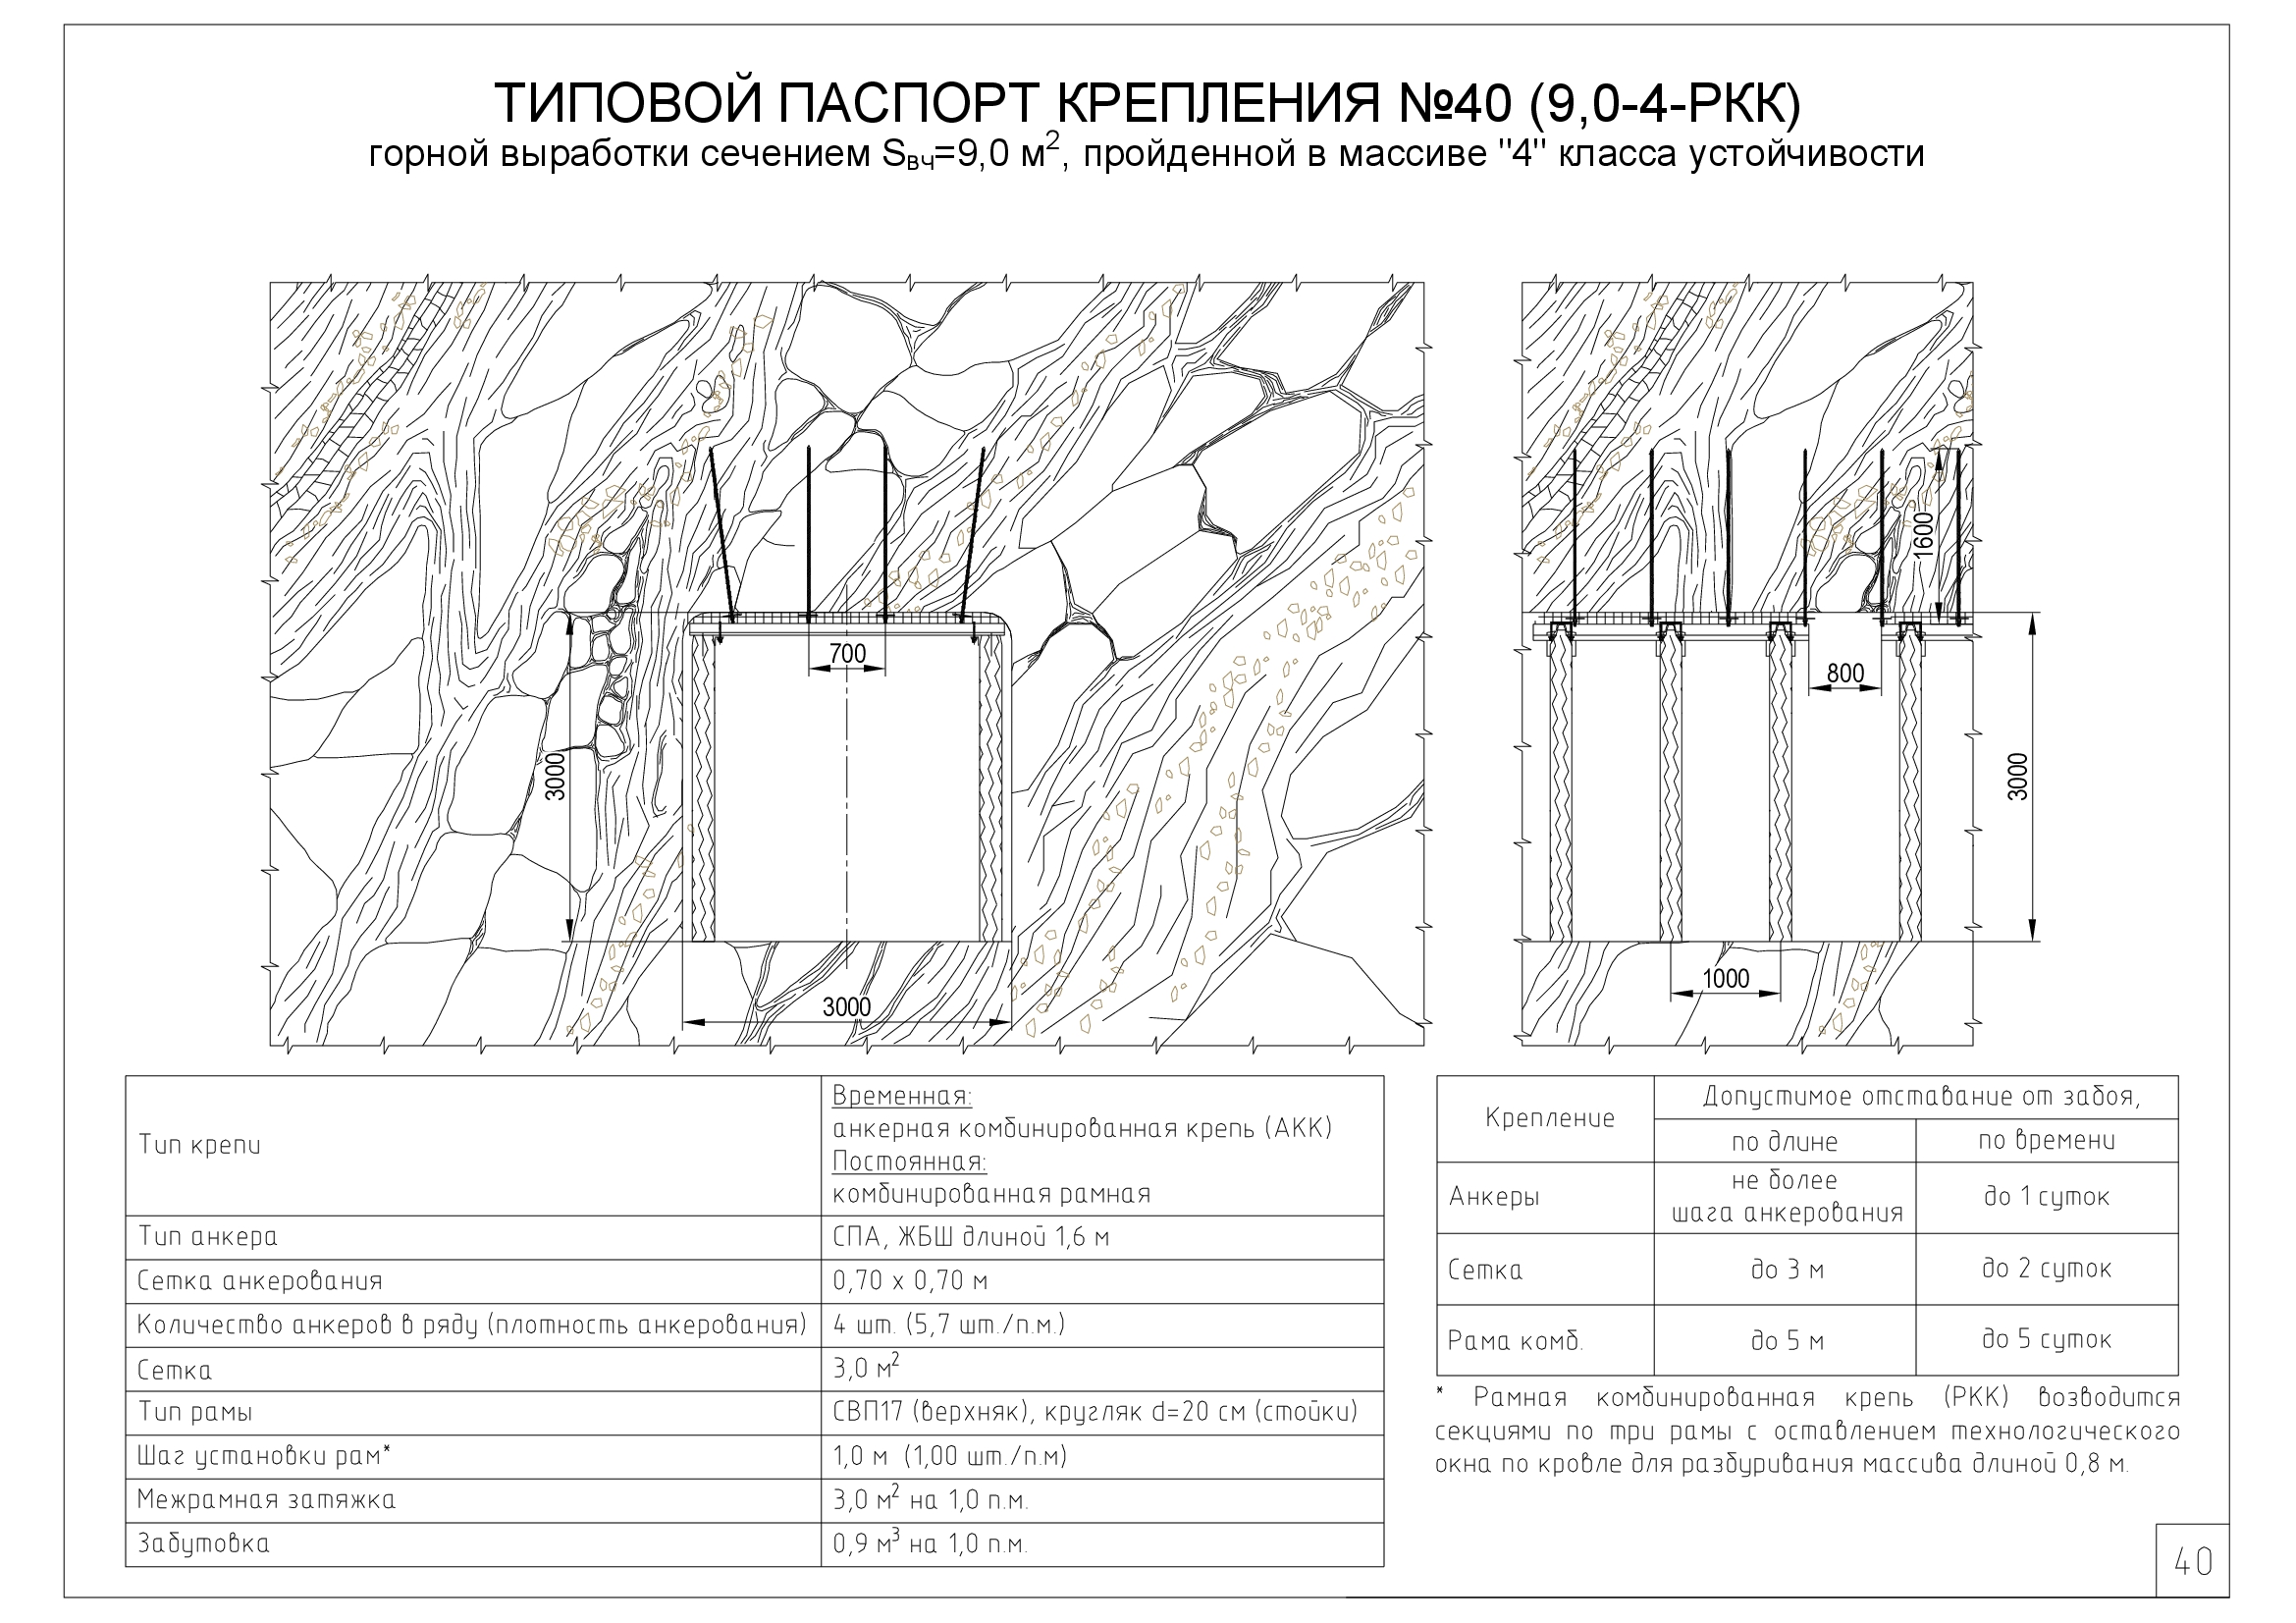 ТИПОВОЙ ПАСПОРТ КРЕПЛЕНИЯ №40 (9,0-4-РКК)
горной выработки сечением Sвч=9,0 м², пройденной в массиве "4" класса устойчивости
700
3000
3000
1600
800
3000
1000
Тип крепи
Временная:
анкерная комбинированная крепь (АКК)
Постоянная:
комбинированная рамная
Тип анкера
СПА, ЖБШ длиной 1,6 м
Сетка анкерования
0,70 х 0,70 м
Количество анкеров в ряду (плотность анкерования)
4 шт. (5,7 шт./п.м.)
Сетка
3,0 м²
Тип рамы
СВП17 (верхняк), кругляк d=20 см (стойки)
Шаг установки рам*
1,0 м (1,00 шт./п.м)
Межрамная затяжка
3,0 м² на 1,0 п.м.
Забутовка
0,9 м³ на 1,0 п.м.
Крепление
Допустимое отставание от забоя,
по длине
по времени
Анкеры
не более
шага анкерования
до 1 суток
Сетка
до 3 м
до 2 суток
Рама комб.
до 5 м
до 5 суток
* Рамная комбинированная крепь (РКК) возводится
секциями по три рамы с оставлением технологического
окна по кровле для разбуривания массива длиной 0,8 м.
40